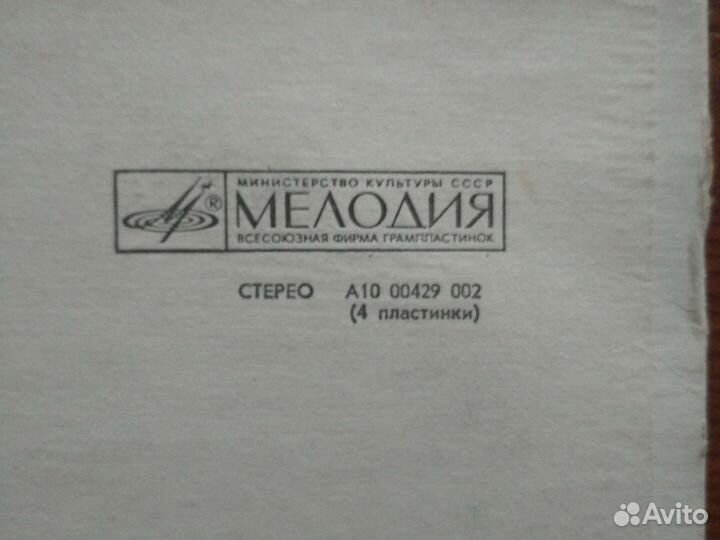 МИНИСТЕРСТВО КУЛЬТУРЫ СССР
® МЕЛОДИЯ
ВСЕСОЮЗНАЯ ФИРМА ГРАМПЛАСТИНОК
СТЕРЕО А10 00429 002
(4 пластинки)
Avito